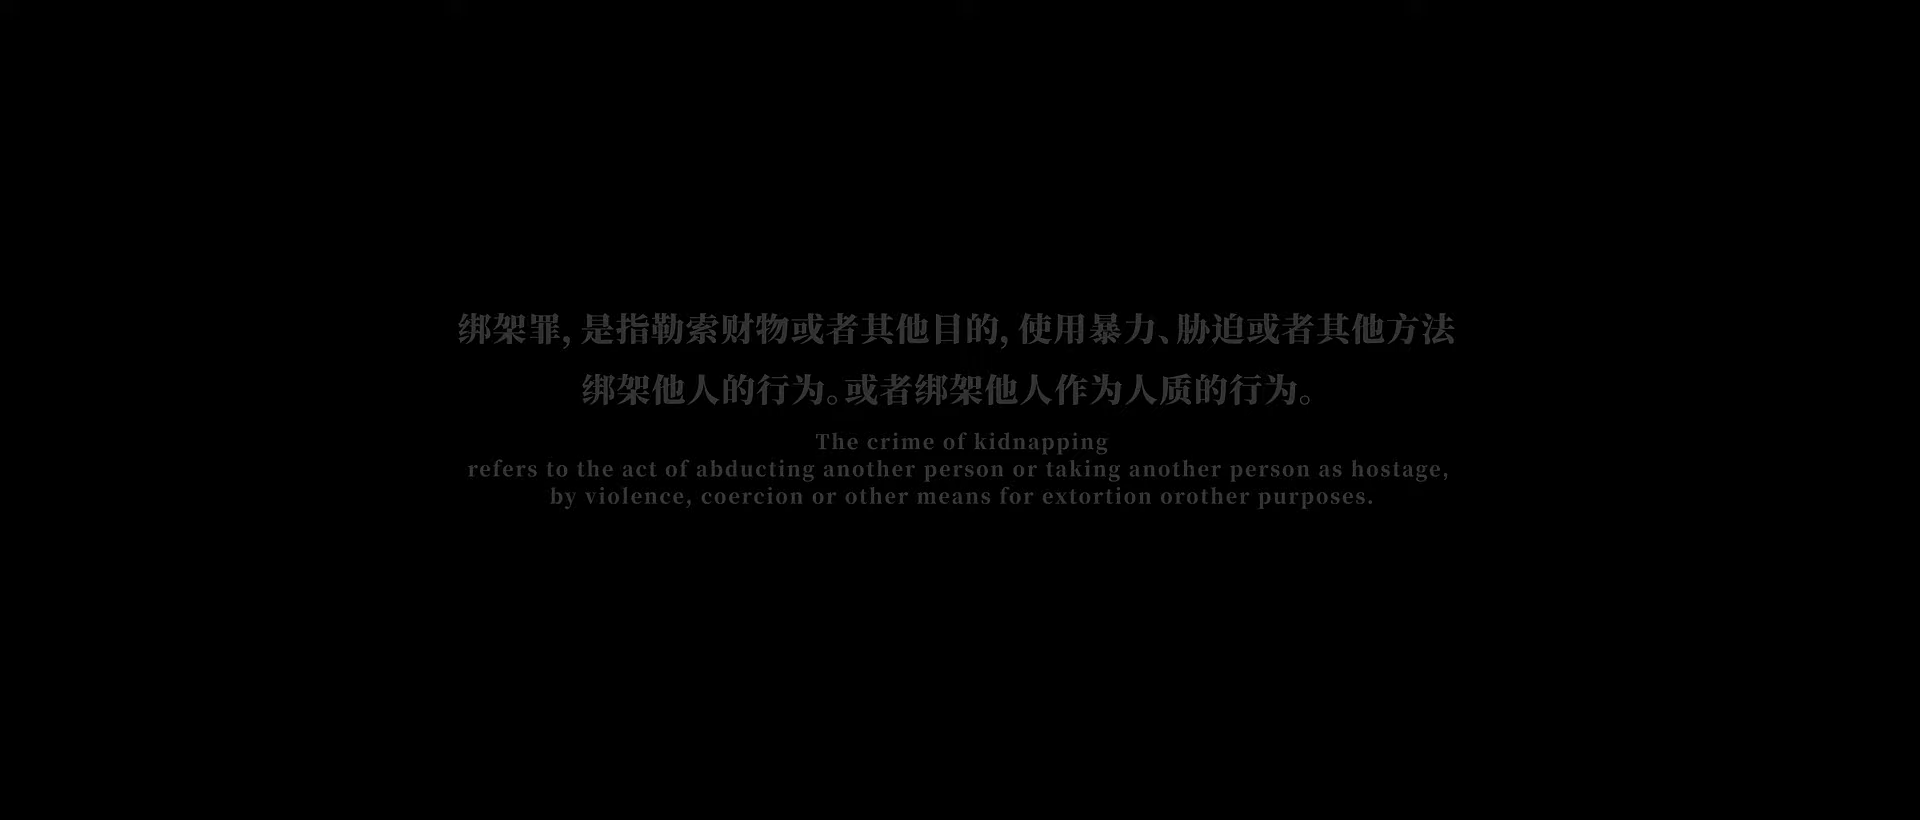 绑架罪，是指勒索财物或者其他目的，使用暴力、胁迫或者其他方法
绑架他人的行为。或者绑架他人作为人质的行为。
The crime of kidnapping
refers to the act of abducting another person or taking another person as hostage,
by violence, coercion or other means for extortion orother purposes.